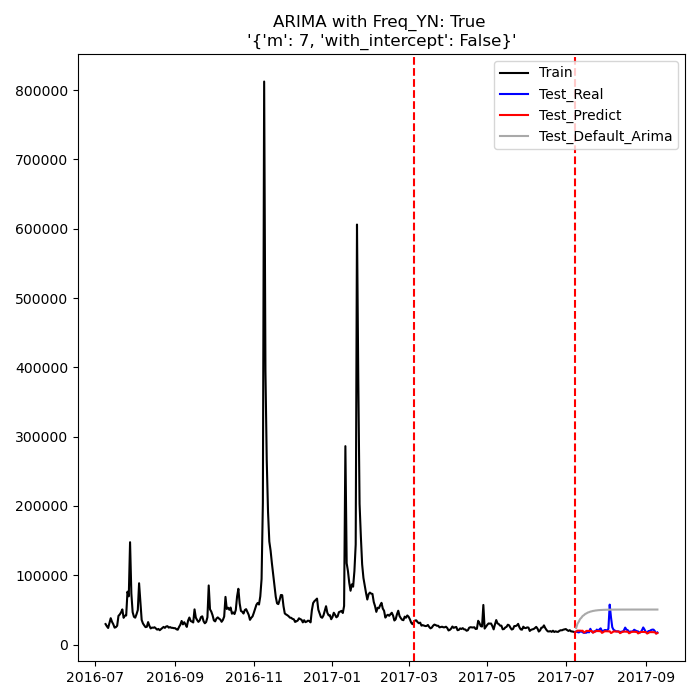 ARIMA with Freq_YN: True
'{'m': 7, 'with_intercept': False}'
Train
Test_Real
Test_Predict
Test_Default_Arima
800000
700000
600000
500000
400000
300000
200000
100000
0
2016-07 2016-09 2016-11 2017-01 2017-03 2017-05 2017-07 2017-09